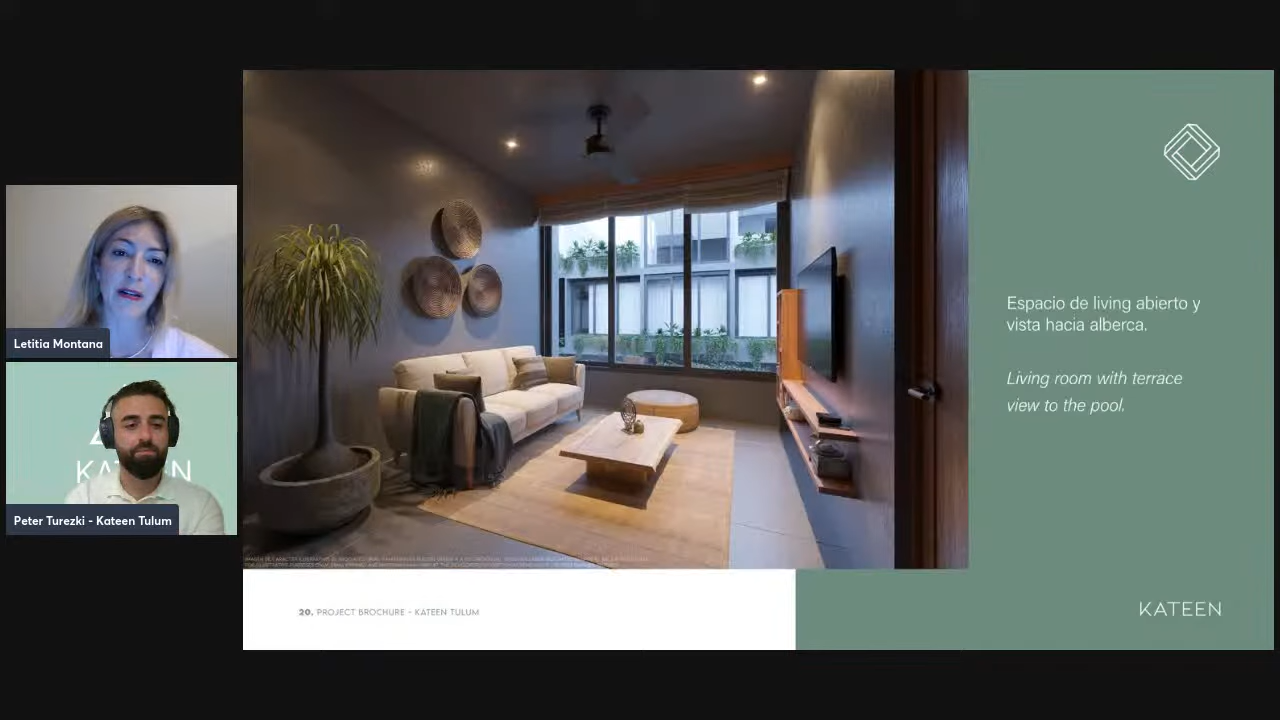 Letitia Montana
KATEEN
Peter Turezki - Kateen Tulum
Espacio de living abierto y
vista hacia alberca.
Living room with terrace
view to the pool.
20. PROJECT BROCHURE - KATEEN TULUM
KATEEN